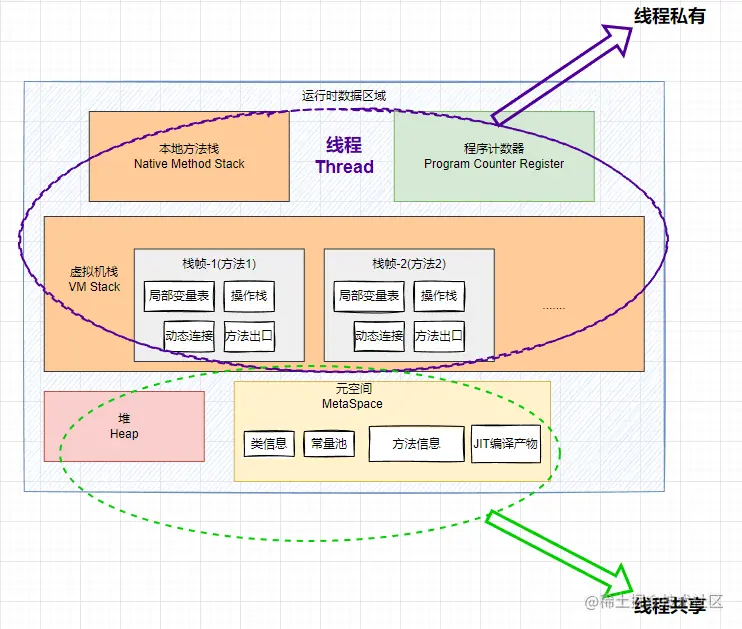 线程私有
运行时数据区域
本地方法栈
Native Method Stack
线程
Thread
程序计数器
Program Counter Register
虚拟机栈
VM Stack
栈帧-1(方法1)
局部变量表
操作栈
动态连接
方法出口
栈帧-2(方法2)
局部变量表
操作栈
动态连接
方法出口
.......
堆
Heap
元空间
MetaSpace
类信息
常量池
方法信息
JIT编译产物
线程共享
@稀土掘金技术社区